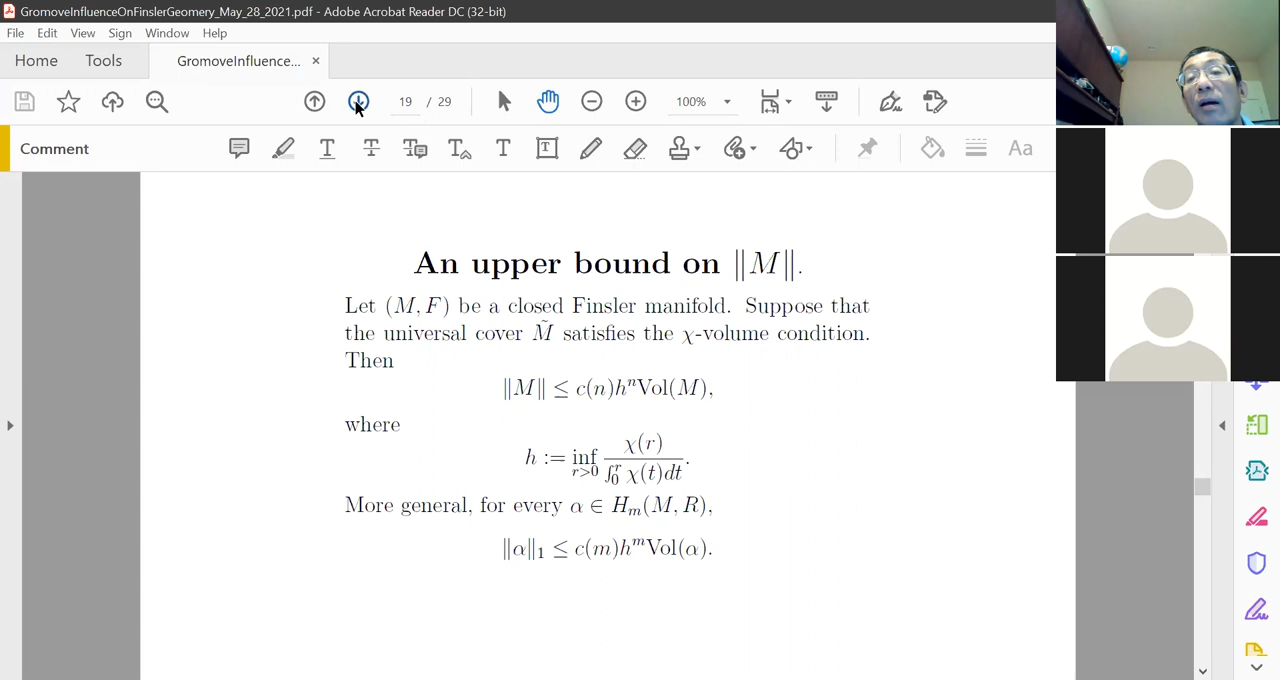 GromoveInfluenceOnFinslerGeomery_May_28_2021.pdf - Adobe Acrobat Reader DC (32-bit)
File Edit View Sign Window Help
Home Tools GromoveInfluence... ×
19 / 29 100%
Comment
An upper bound on ‖M‖.
Let (M, F) be a closed Finsler manifold. Suppose that
the universal cover M̃ satisfies the χ-volume condition.
Then
‖M‖ ≤ c(n)hⁿVol(M),
where
h := inf_{r>0} χ(r) / ∫₀ʳ χ(t)dt.
More general, for every α ∈ Hₘ(M, R),
‖α‖₁ ≤ c(m)hᵐVol(α).